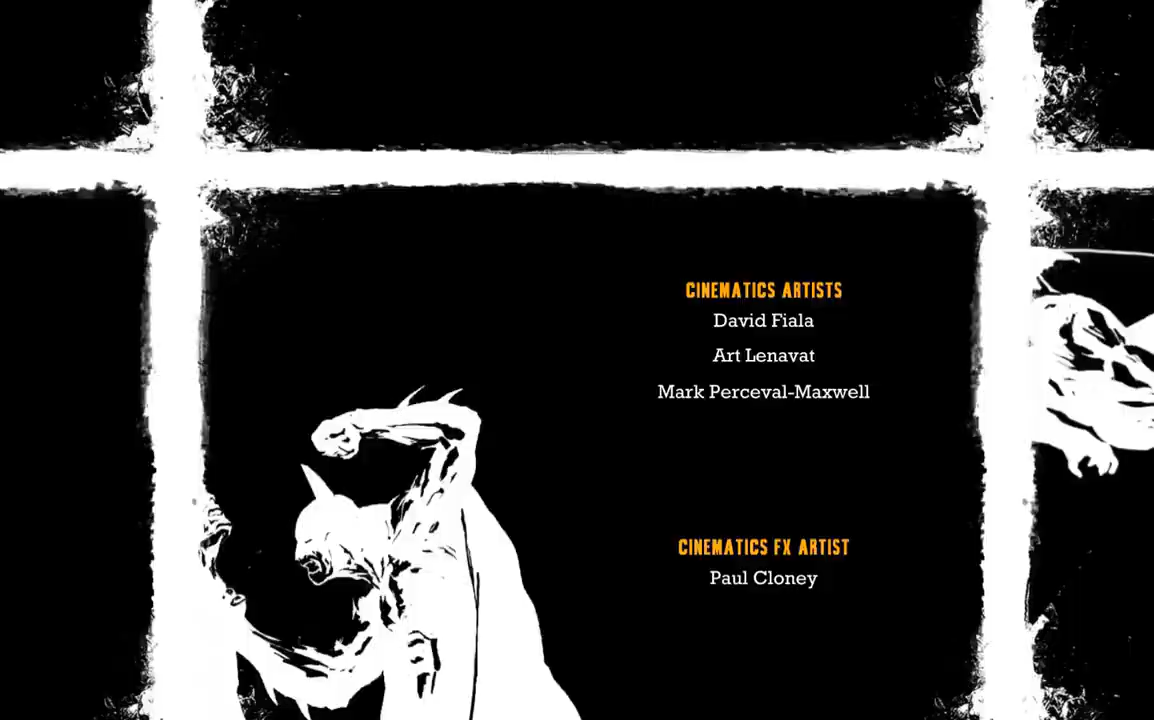 CINEMATICS ARTISTS
David Fiala
Art Lenavat
Mark Perceval-Maxwell
CINEMATICS FX ARTIST
Paul Cloney